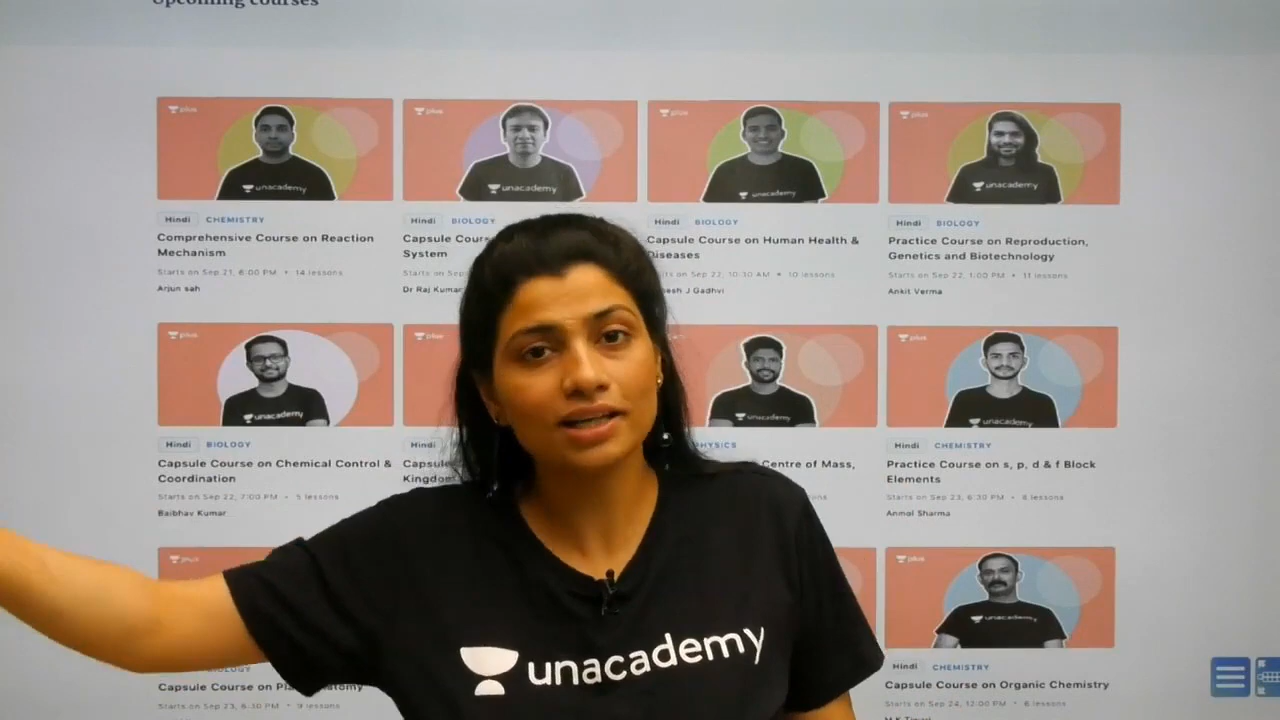 Upcoming courses
plus
unacademy
Hindi CHEMISTRY
Comprehensive Course on Reaction
Mechanism
Starts on Sep 21, 6:00 PM • 14 lessons
Arjun sah
plus
unacademy
Hindi BIOLOGY
Capsule
System
Starts on
Dr Raj Kumar
plus
unacademy
Hindi BIOLOGY
Capsule Course on Human Health &
Diseases
on Sep 22, 10:30 AM • 10 lessons
J Gadhvi
plus
unacademy
Hindi BIOLOGY
Practice Course on Reproduction,
Genetics and Biotechnology
Starts on Sep 22, 1:00 PM • 11 lessons
Ankit Verma
plus
unacademy
Hindi BIOLOGY
Capsule Course on Chemical Control &
Coordination
Starts on Sep 22, 7:00 PM • 5 lessons
Baibhav Kumar
plus
Hindi
unacademy
PHYSICS
Centre of Mass,
plus
unacademy
Hindi CHEMISTRY
Practice Course on s, p, d & f Block
Elements
Starts on Sep 23, 6:30 PM • 8 lessons
Anmol Sharma
plus
BIOLOGY
Capsule Course on
Starts on Sep 23, 6:30 PM • 9 lessons
plus
unacademy
Hindi CHEMISTRY
Capsule Course on Organic Chemistry
Starts on Sep 24, 12:00 PM • 6 lessons
unacademy